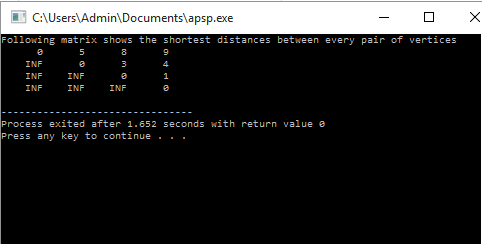 C:\Users\Admin\Documents\apsp.exe
Following matrix shows the shortest distances between every pair of vertices
0 5 8 9
INF 0 3 4
INF INF 0 1
INF INF INF 0
--------------------------------
Process exited after 1.652 seconds with return value 0
Press any key to continue . . .